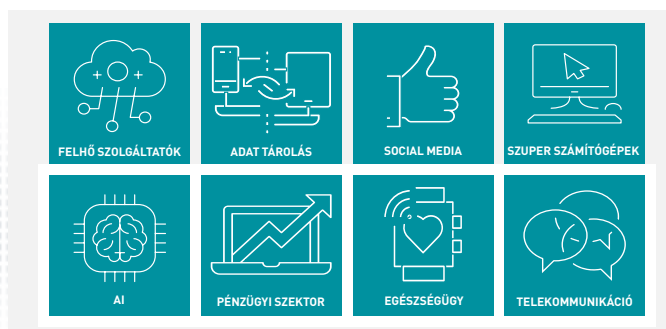 FELHŐ SZOLGÁLTATÓK
ADAT TÁROLÁS
SOCIAL MEDIA
SZUPER SZÁMÍTÓGÉPEK
AI
PÉNZÜGYI SZEKTOR
EGÉSZSÉGÜGY
TELEKOMMUNIKÁCIÓ